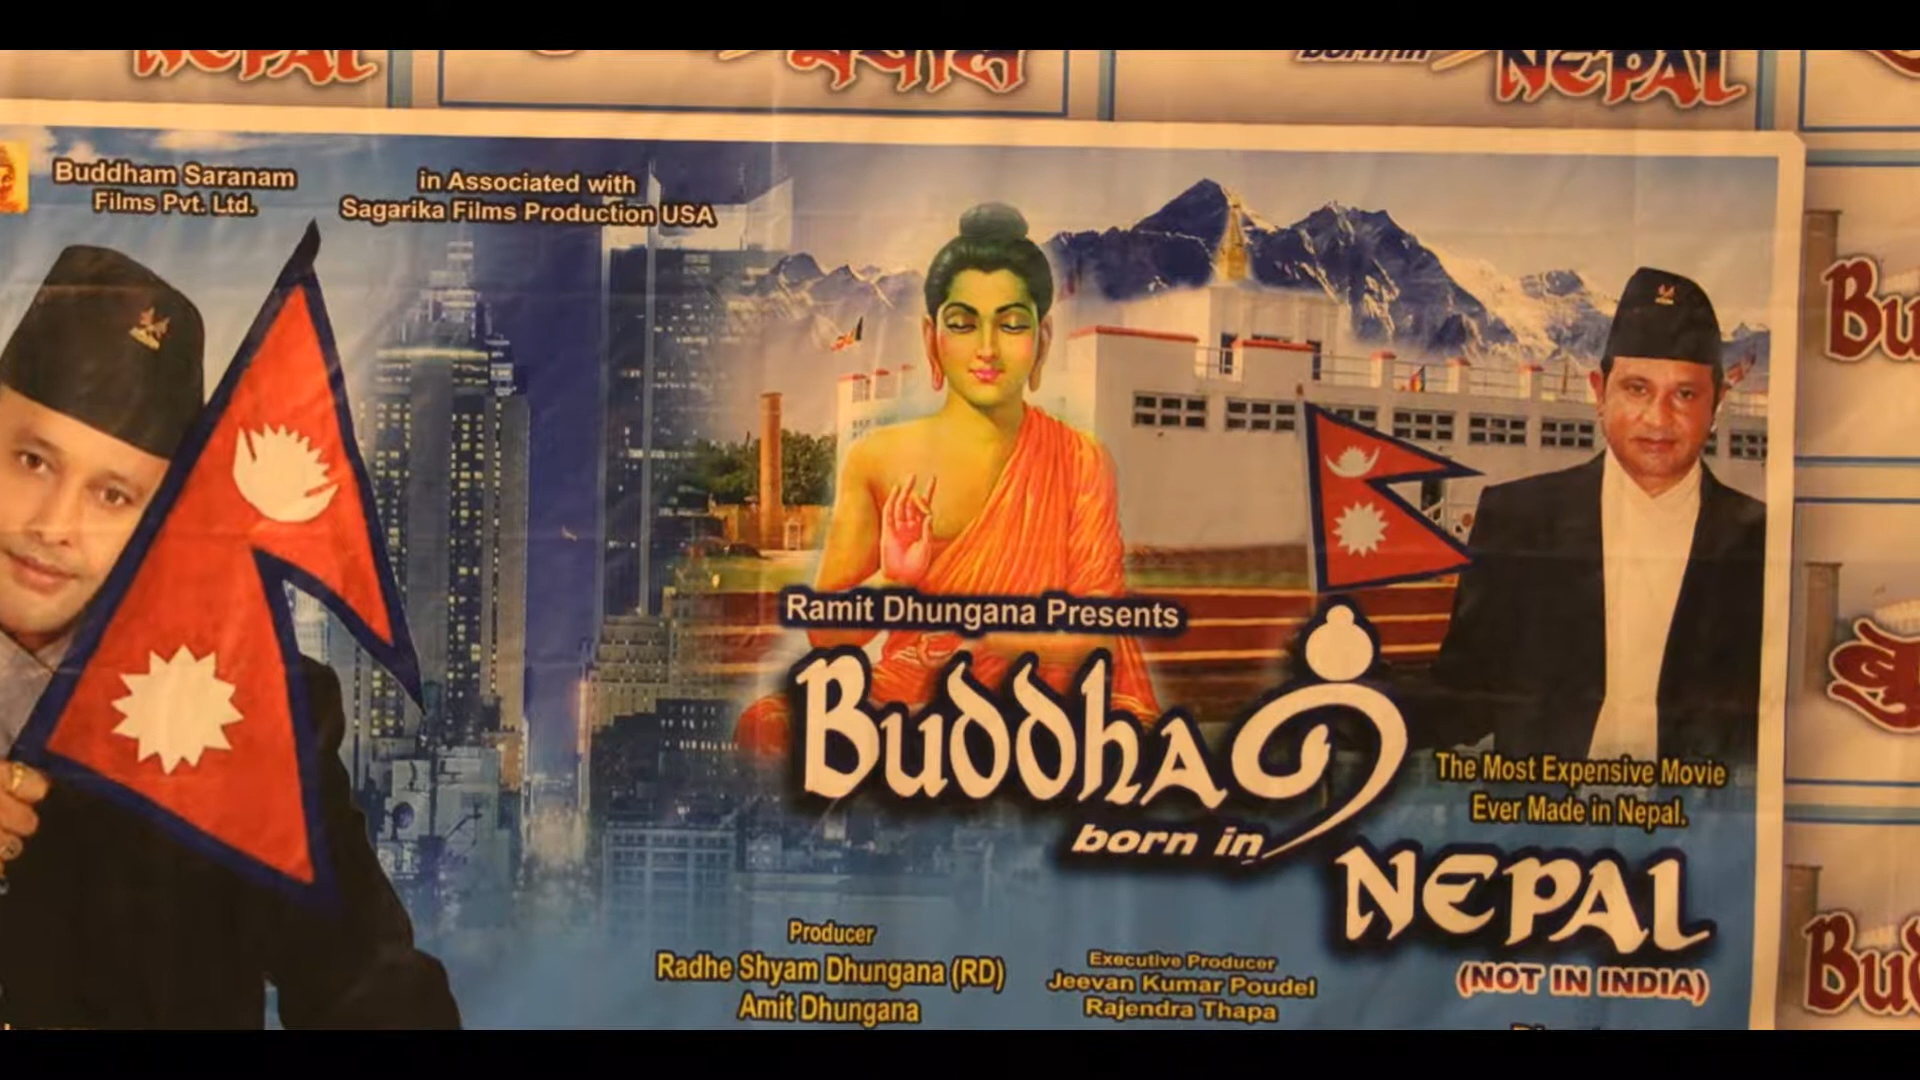 NEPAL
born in
NEPAL
Buddham Saranam
Films Pvt. Ltd.
in Associated with
Sagarika Films Production USA
Ramit Dhungana Presents
Buddha
born in
NEPAL
(NOT IN INDIA)
The Most Expensive Movie
Ever Made in Nepal.
Producer
Radhe Shyam Dhungana (RD)
Amit Dhungana
Executive Producer
Jeevan Kumar Poudel
Rajendra Thapa